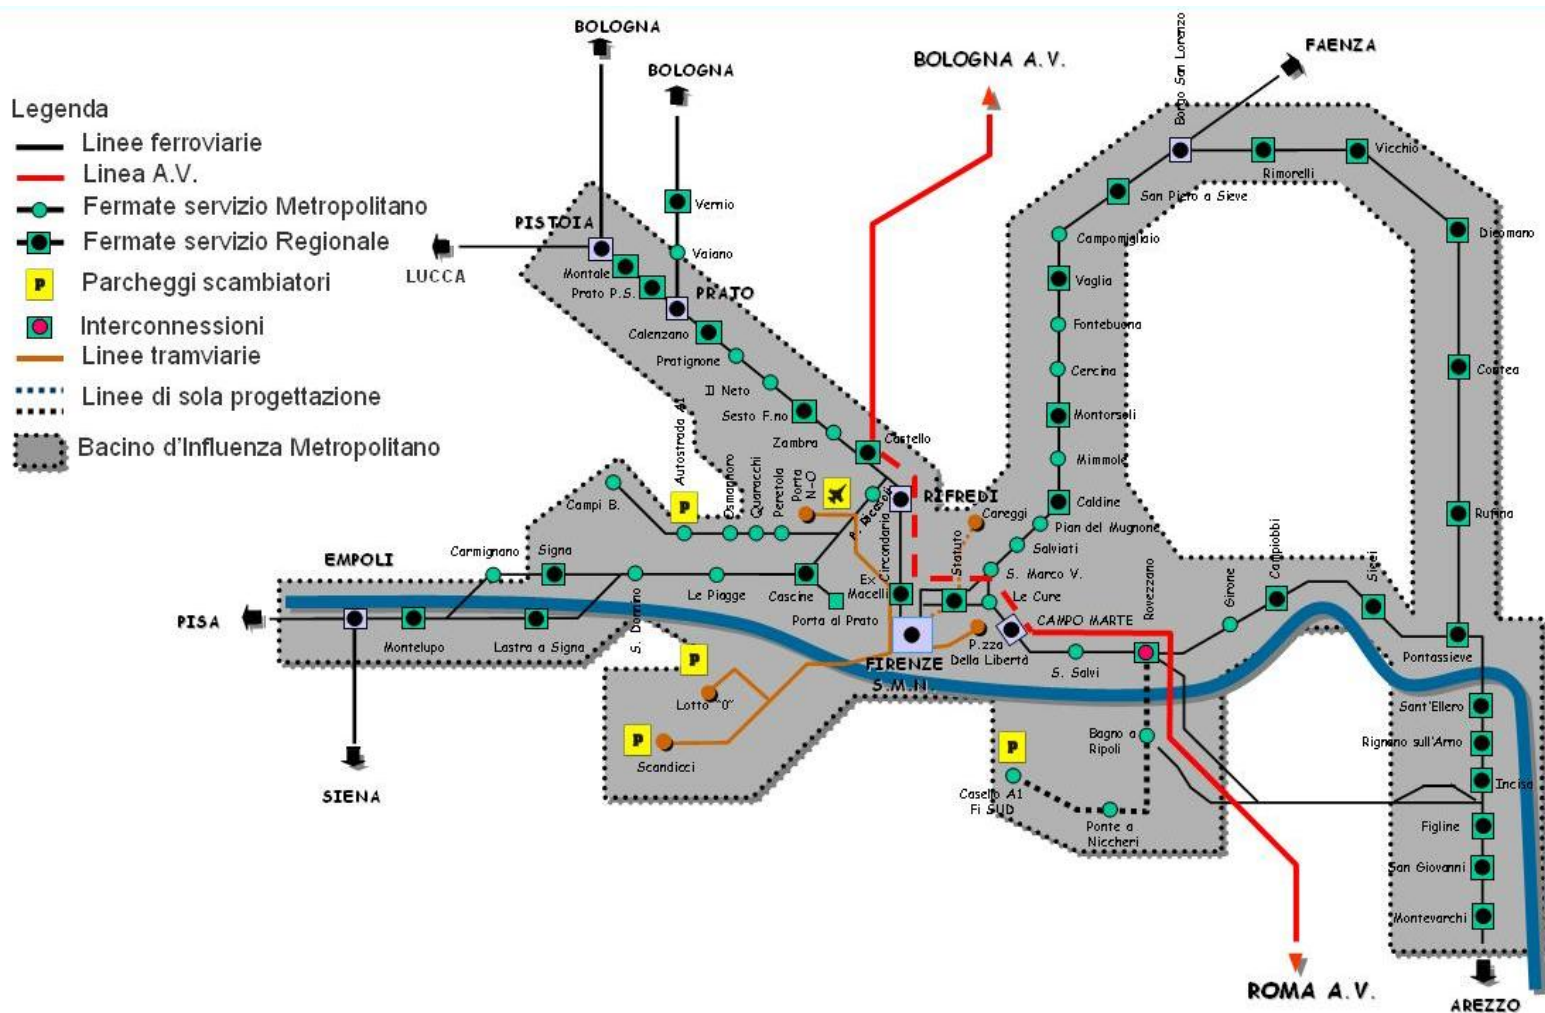 BOLOGNA
BOLOGNA
BOLOGNA A.V.
FAENZA
Borgo San Lorenzo
Legenda
Linee ferroviarie
Linea A.V.
Fermate servizio Metropolitano
Fermate servizio Regionale
P
Parcheggi scambiatori
Interconnessioni
Linee tramviarie
Linee di sola progettazione
Bacino d'Influenza Metropolitano
Vernio
Vaiano
PISTOIA
LUCCA
Montale
Prato P.S.
PRATO
Calenzano
Pratignone
Il Neto
Sesto F.no
Zambra
Castello
Vicchio
Rimorelli
San Piero a Sieve
Campomigliaio
Dicomano
Vaglia
Fontebuona
Cercina
Contea
Montorsoli
Mimmole
Caldine
Pian del Mugnone
Salviati
S. Marco V.
Le Cure
Rufina
Autostrada A1
P
Osmannoro
Quaracchi
Peretola
Porta
N-O
RIFREDI
Careggi
Circondaria
Statuto
Campi B.
EMPOLI
Carmignano
Signa
PISA
Montelupo
Lastra a Signa
S. Donnino
Le Piagge
Cascine
Ex
Macelli
Porta al Prato
FIRENZE
S.M.N.
P.zza
Della Libertà
CAMPO MARTE
S. Salvi
Rovezzano
Girone
Campiobbi
Sieci
Pontassieve
P
Lotto "0"
P
Scandicci
SIENA
Bagno a
Ripoli
P
Casello A1
Fi SUD
Ponte a
Niccheri
Sant'Ellero
Rignano sull'Arno
Incisa
Figline
San Giovanni
Montevarchi
ROMA A.V.
AREZZO